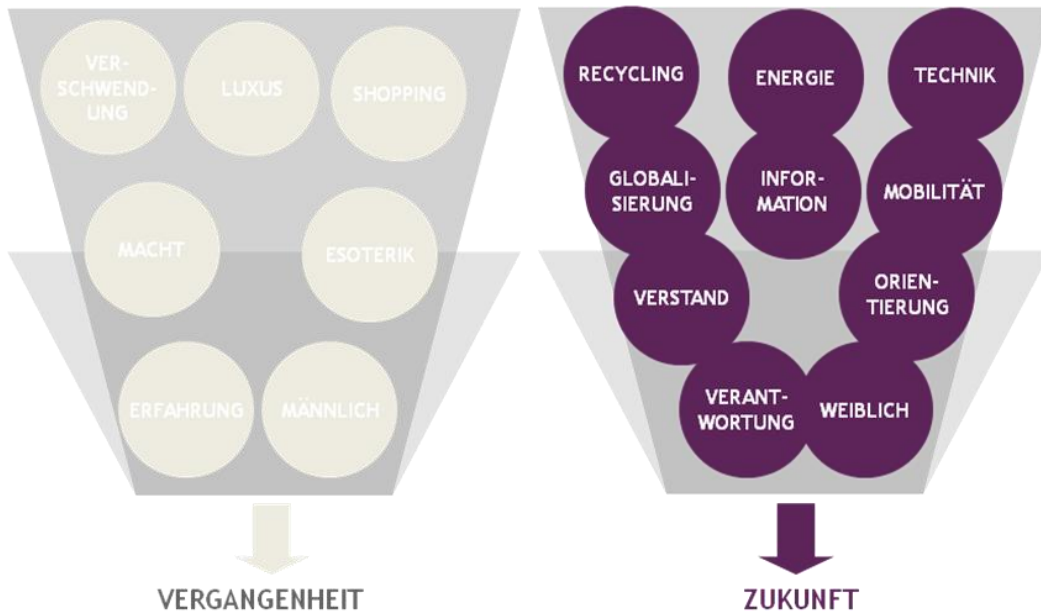 VER-
SCHWEND-
UNG
LUXUS
SHOPPING
MACHT
ESOTERIK
ERFAHRUNG
MÄNNLICH
VERGANGENHEIT
RECYCLING
ENERGIE
TECHNIK
GLOBALI-
SIERUNG
INFOR-
MATION
MOBILITÄT
VERSTAND
ORIEN-
TIERUNG
VERANT-
WORTUNG
WEIBLICH
ZUKUNFT